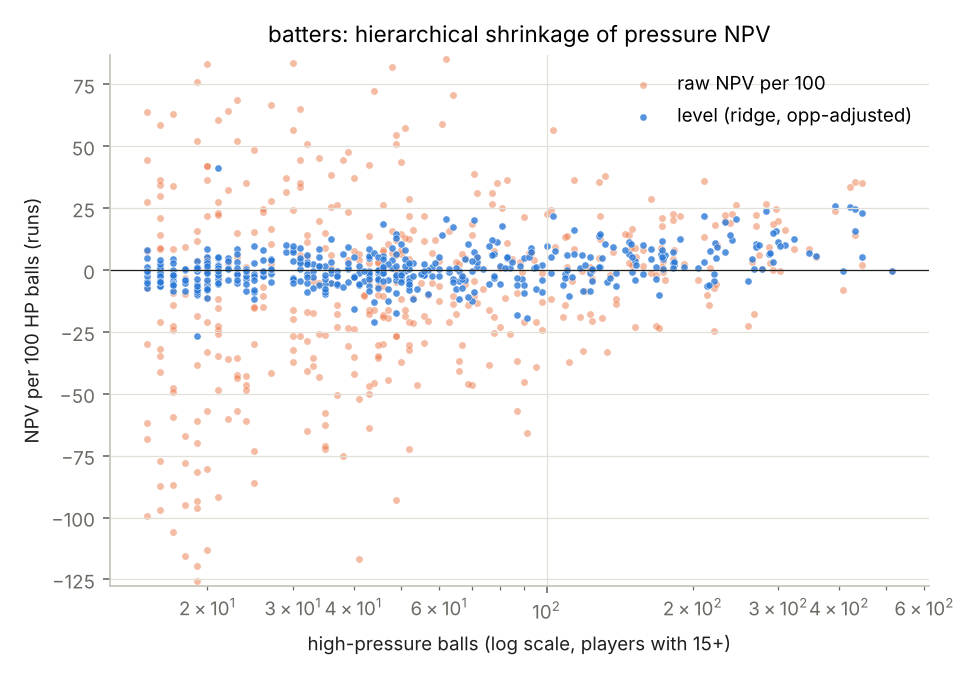 batters: hierarchical shrinkage of pressure NPV
raw NPV per 100
level (ridge, opp-adjusted)
NPV per 100 HP balls (runs)
75
50
25
0
−25
−50
−75
−100
−125
2 × 10¹ 3 × 10¹ 4 × 10¹ 6 × 10¹ 10² 2 × 10² 3 × 10² 4 × 10² 6 × 10²
high-pressure balls (log scale, players with 15+)